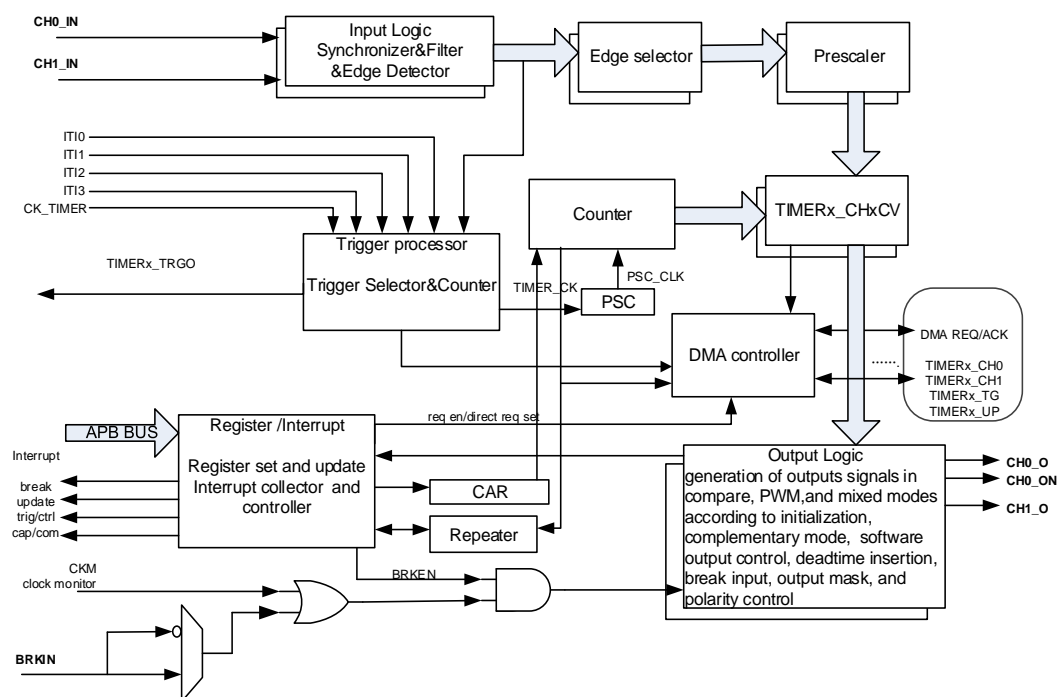 CH0_IN
CH1_IN
Input Logic
Synchronizer&Filter
&Edge Detector
Edge selector
Prescaler
ITI0
ITI1
ITI2
ITI3
CK_TIMER
Trigger processor
Trigger Selector&Counter
TIMERx_TRGO
Counter
TIMERx_CHxCV
TIMER_CK
PSC_CLK
PSC
DMA controller
DMA REQ/ACK
.......
TIMERx_CH0
TIMERx_CH1
TIMERx_TG
TIMERx_UP
APB BUS
Register /Interrupt
Register set and update
Interrupt collector and
controller
req en/direct req set
Interrupt
break
update
trig/ctrl
cap/com
CAR
Repeater
Output Logic
generation of outputs signals in
compare, PWM,and mixed modes
according to initialization,
complementary mode, software
output control, deadtime insertion,
break input, output mask, and
polarity control
CH0_O
CH0_ON
CH1_O
CKM
clock monitor
BRKEN
BRKIN